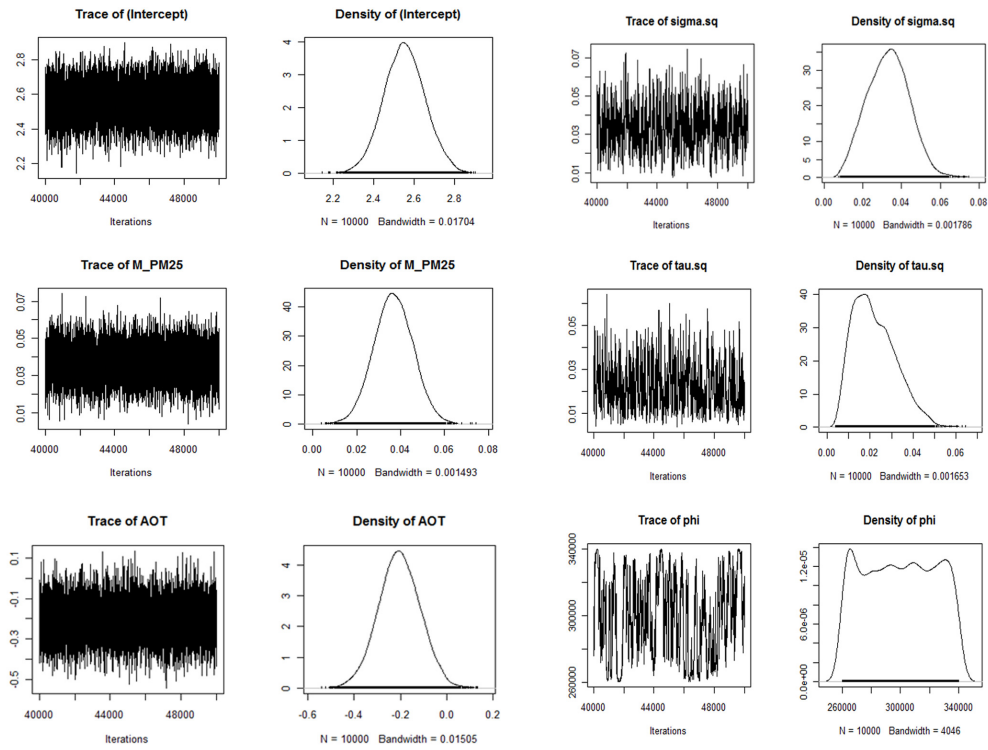 Trace of (Intercept)
2.8
2.6
2.4
2.2
40000 44000 48000
Iterations
Density of (Intercept)
4
3
2
1
0
2.2 2.4 2.6 2.8
N = 10000 Bandwidth = 0.01704
Trace of sigma.sq
0.07
0.05
0.03
0.01
40000 44000 48000
Iterations
Density of sigma.sq
30
20
10
5
0
0.00 0.02 0.04 0.06 0.08
N = 10000 Bandwidth = 0.001786
Trace of M_PM25
0.07
0.05
0.03
0.01
40000 44000 48000
Iterations
Density of M_PM25
40
30
20
10
0
0.00 0.02 0.04 0.06 0.08
N = 10000 Bandwidth = 0.001493
Trace of tau.sq
0.05
0.03
0.01
40000 44000 48000
Iterations
Density of tau.sq
40
30
20
10
0
0.00 0.02 0.04 0.06
N = 10000 Bandwidth = 0.001653
Trace of AOT
0.1
-0.1
-0.3
-0.5
40000 44000 48000
Iterations
Density of AOT
4
3
2
1
0
-0.6 -0.4 -0.2 0.0 0.2
N = 10000 Bandwidth = 0.01505
Trace of phi
340000
300000
260000
40000 44000 48000
Iterations
Density of phi
1.2e-05
6.0e-06
0.0e+00
260000 300000 340000
N = 10000 Bandwidth = 4046